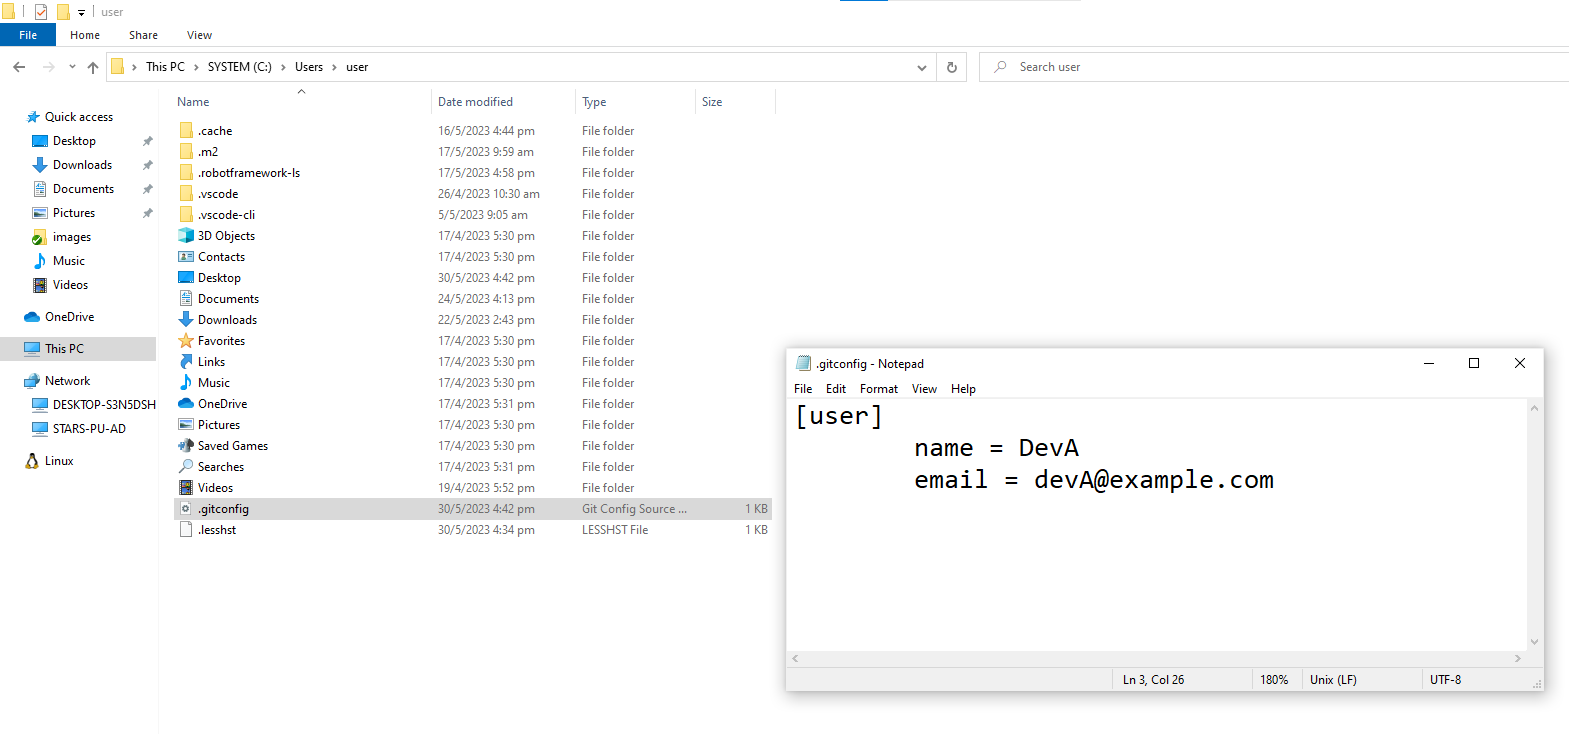 user
File Home Share View
This PC > SYSTEM (C:) > Users > user
Search user
Name Date modified Type Size
Quick access
Desktop
Downloads
Documents
Pictures
images
Music
Videos
OneDrive
This PC
Network
DESKTOP-S3N5DSH
STARS-PU-AD
Linux
.cache 16/5/2023 4:44 pm File folder
.m2 17/5/2023 9:59 am File folder
.robotframework-ls 17/5/2023 4:58 pm File folder
.vscode 26/4/2023 10:30 am File folder
.vscode-cli 5/5/2023 9:05 am File folder
3D Objects 17/4/2023 5:30 pm File folder
Contacts 17/4/2023 5:30 pm File folder
Desktop 30/5/2023 4:42 pm File folder
Documents 24/5/2023 4:13 pm File folder
Downloads 22/5/2023 2:43 pm File folder
Favorites 17/4/2023 5:30 pm File folder
Links 17/4/2023 5:30 pm File folder
Music 17/4/2023 5:30 pm File folder
OneDrive 17/4/2023 5:31 pm File folder
Pictures 17/4/2023 5:30 pm File folder
Saved Games 17/4/2023 5:30 pm File folder
Searches 17/4/2023 5:31 pm File folder
Videos 19/4/2023 5:52 pm File folder
.gitconfig 30/5/2023 4:42 pm Git Config Source ... 1 KB
.lesshst 30/5/2023 4:34 pm LESSHST File 1 KB
.gitconfig - Notepad
File Edit Format View Help
[user]
name = DevA
email = devA@example.com
Ln 3, Col 26 180% Unix (LF) UTF-8